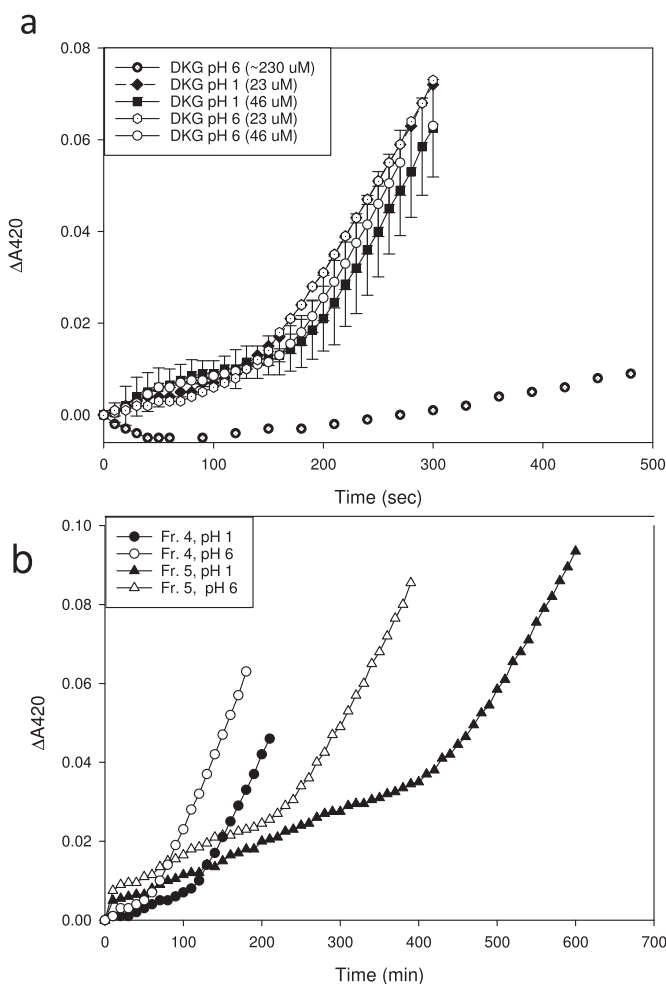 a
0.08
DKG pH 6 (~230 uM)
DKG pH 1 (23 uM)
DKG pH 1 (46 uM)
DKG pH 6 (23 uM)
DKG pH 6 (46 uM)
0.06
0.04
0.02
0.00
ΔA420
0 100 200 300 400 500
Time (sec)
b
0.10
Fr. 4, pH 1
Fr. 4, pH 6
Fr. 5, pH 1
Fr. 5, pH 6
0.08
0.06
0.04
0.02
0.00
ΔA420
0 100 200 300 400 500 600 700
Time (min)